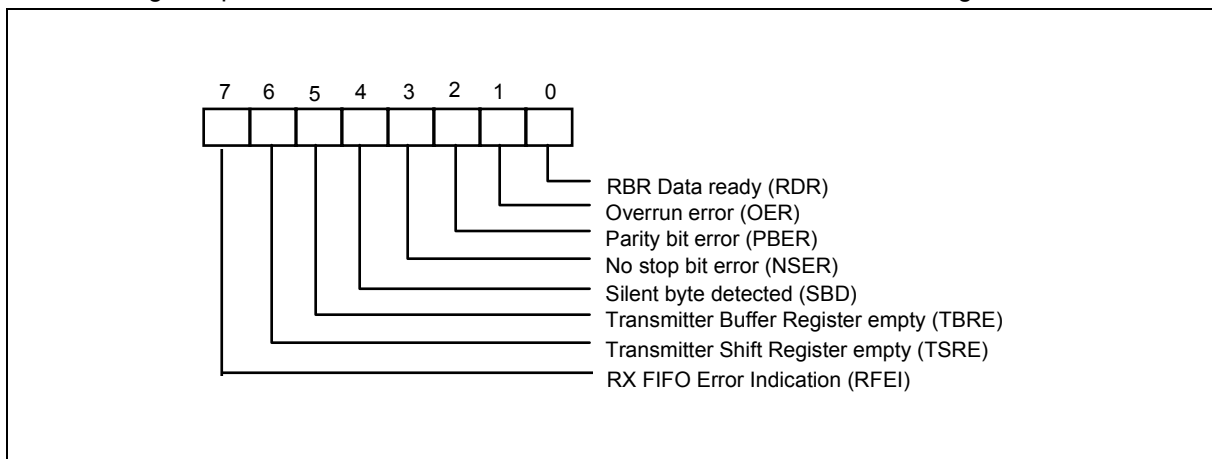 7 6 5 4 3 2 1 0
RBR Data ready (RDR)
Overrun error (OER)
Parity bit error (PBER)
No stop bit error (NSER)
Silent byte detected (SBD)
Transmitter Buffer Register empty (TBRE)
Transmitter Shift Register empty (TSRE)
RX FIFO Error Indication (RFEI)